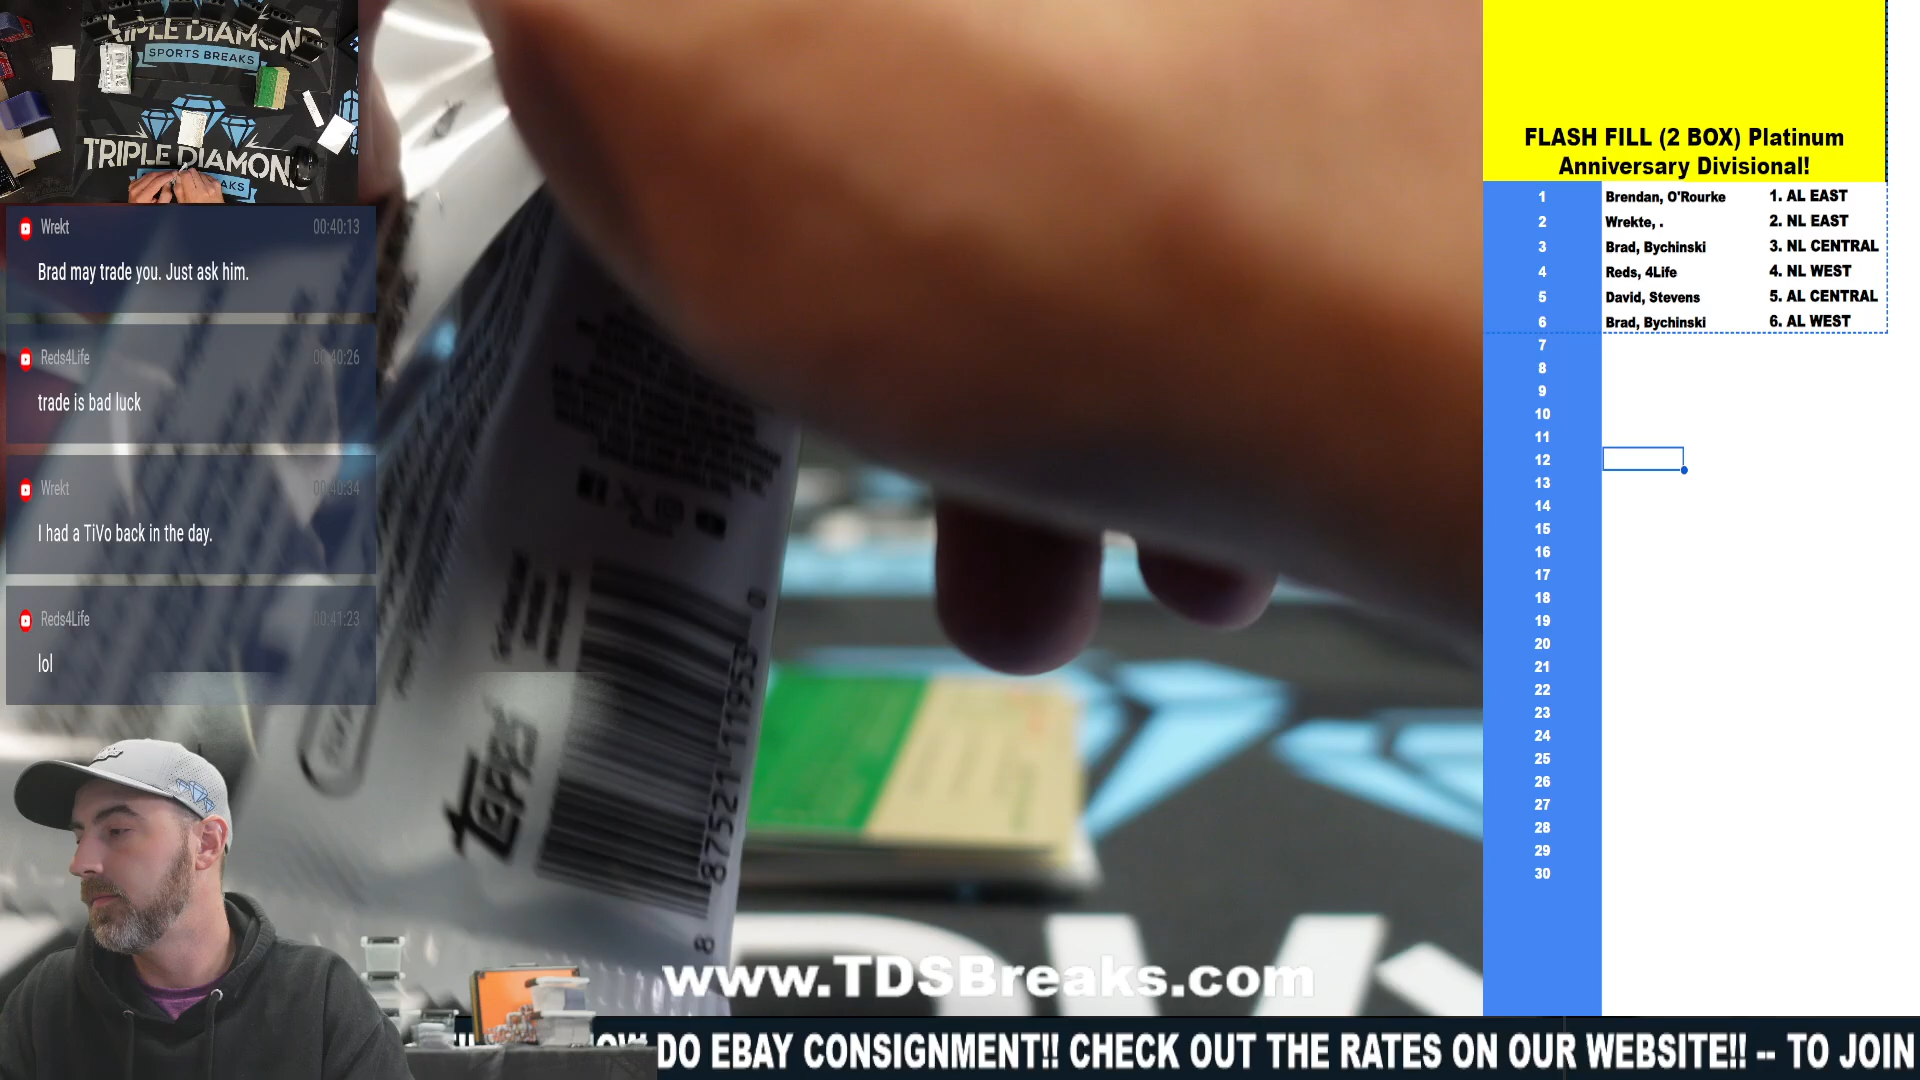 TRIPLE DIAMOND
SPORTS BREAKS
TRIPLE DIAMOND
Wrekt 00:40:13
Brad may trade you. Just ask him.
Reds4Life 00:40:26
trade is bad luck
Wrekt 00:40:34
I had a TiVo back in the day.
Reds4Life 00:41:23
lol
Topps
8 87521 11953 0
www.TDSBreaks.com
DO EBAY CONSIGNMENT!! CHECK OUT THE RATES ON OUR WEBSITE!! -- TO JOIN
FLASH FILL (2 BOX) Platinum
Anniversary Divisional!
1 Brendan, O'Rourke 1. AL EAST
2 Wrekte, . 2. NL EAST
3 Brad, Bychinski 3. NL CENTRAL
4 Reds, 4Life 4. NL WEST
5 David, Stevens 5. AL CENTRAL
6 Brad, Bychinski 6. AL WEST
7
8
9
10
11
12
13
14
15
16
17
18
19
20
21
22
23
24
25
26
27
28
29
30